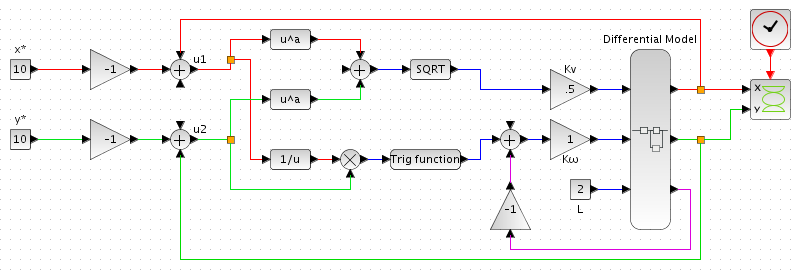 Differential Model
x*
10
-1
u1
u^a
SQRT
Kv
.5
X
Y
u^a
y*
10
-1
u2
1/u
Trig function
1
Kω
2
L
-1